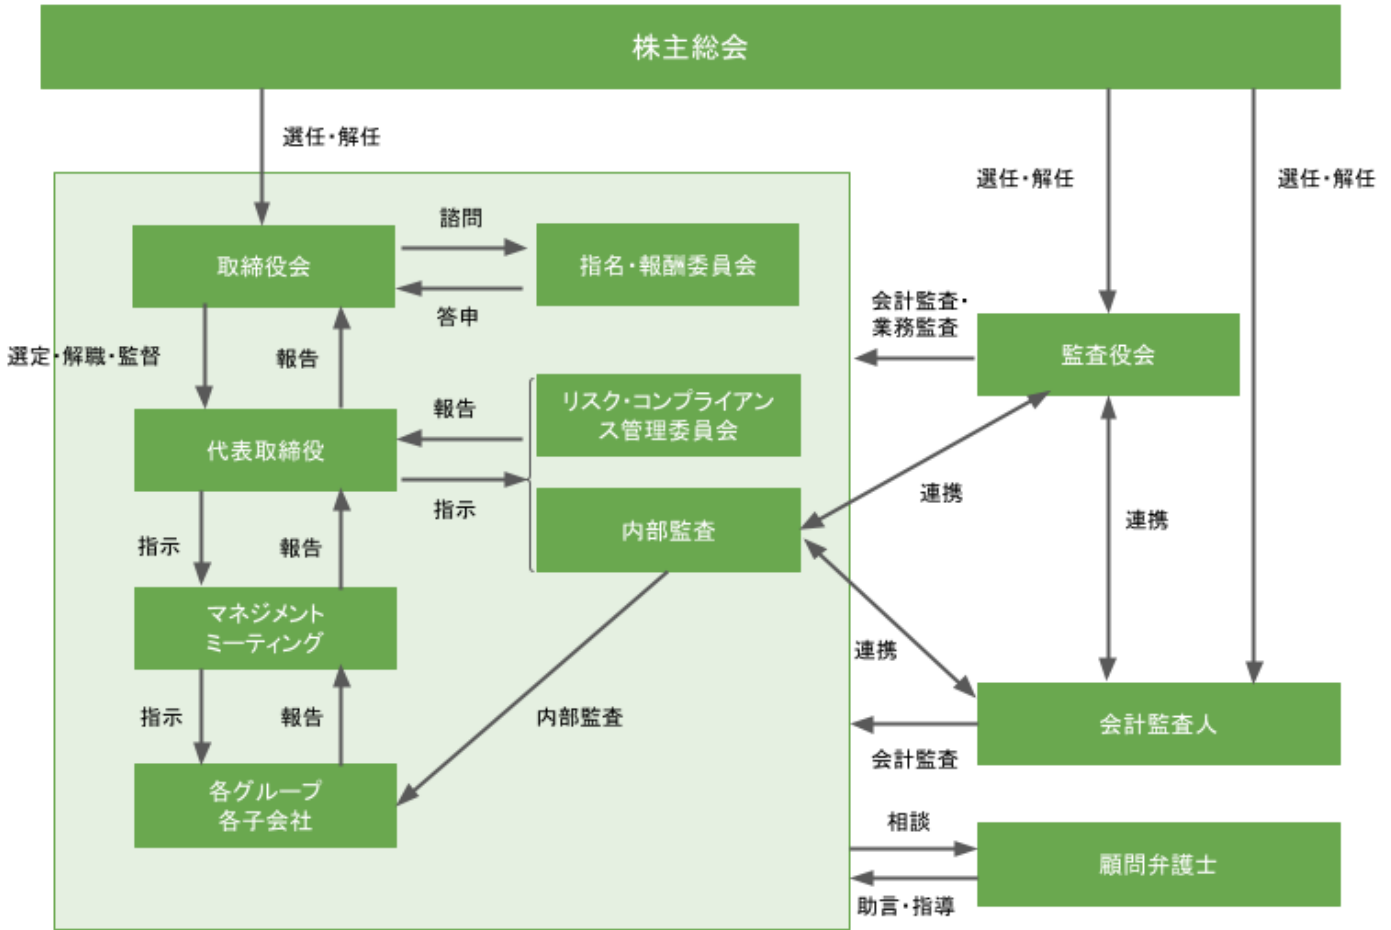 株主総会
選任・解任
選任・解任
選任・解任
諮問
取締役会
指名・報酬委員会
答申
会計監査・
業務監査
監査役会
選定・解職・監督
報告
報告
リスク・コンプライアン
ス管理委員会
代表取締役
指示
連携
連携
内部監査
指示
報告
マネジメント
ミーティング
連携
指示
報告
内部監査
会計監査人
会計監査
各グループ
各子会社
相談
顧問弁護士
助言・指導